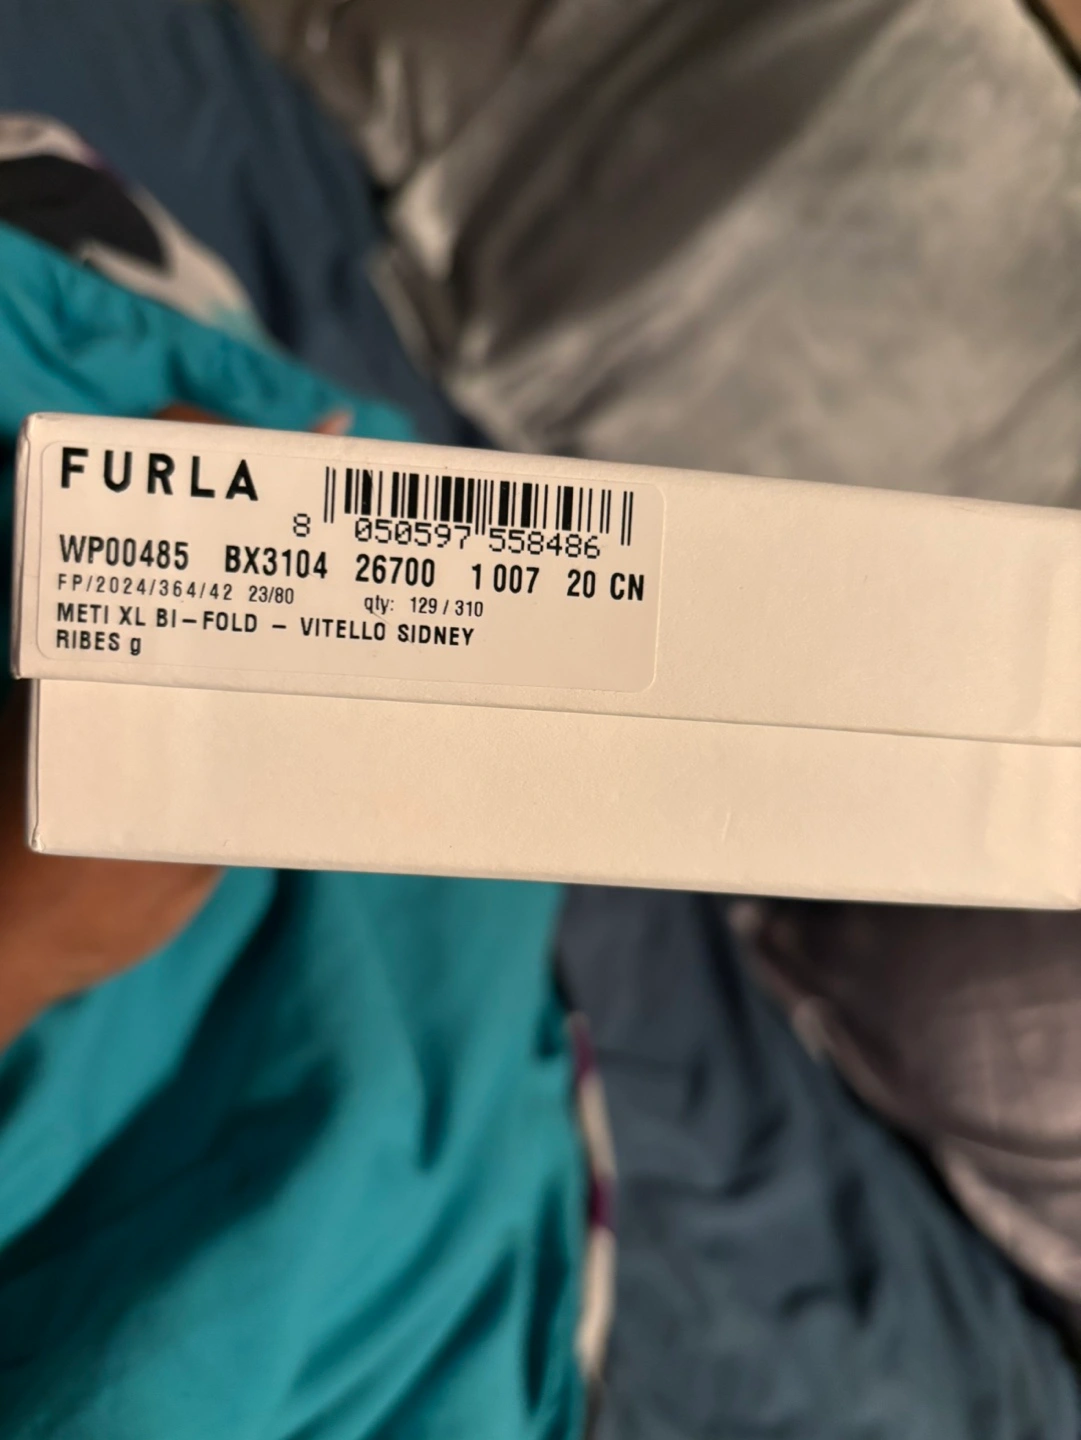 FURLA
8 050597 558486
WP00485 BX3104 26700 1 007 20 CN
FP/2024/364/42 23/80 qty: 129 / 310
METI XL BI-FOLD - VITELLO SIDNEY
RIBES g